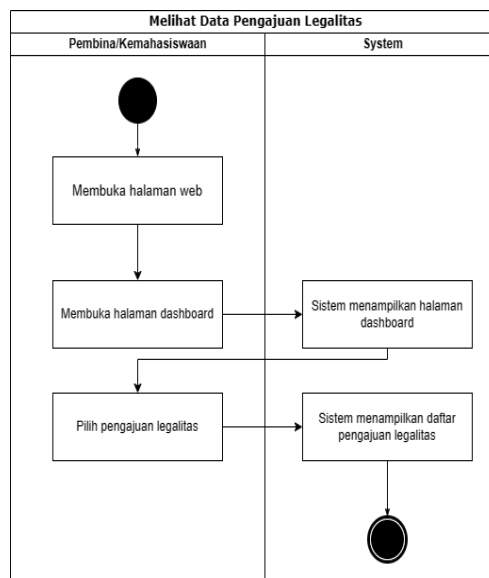 Melihat Data Pengajuan Legalitas
Pembina/Kemahasiswaan
System
Membuka halaman web
Membuka halaman dashboard
Sistem menampilkan halaman
dashboard
Pilih pengajuan legalitas
Sistem menampilkan daftar
pengajuan legalitas